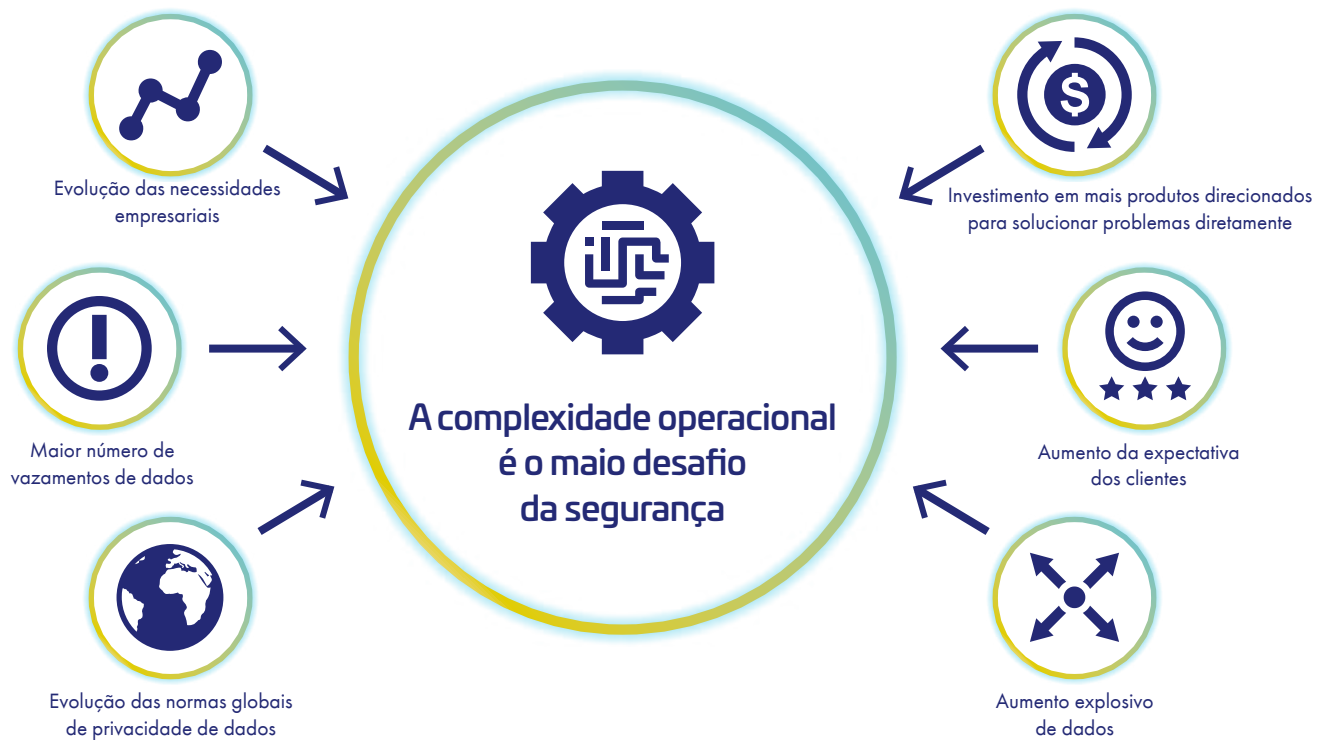 Evolução das necessidades
empresariais
Maior número de
vazamentos de dados
Evolução das normas globais
de privacidade de dados
A complexidade operacional
é o maio desafio
da segurança
$
Investimento em mais produtos direcionados
para solucionar problemas diretamente
Aumento da expectativa
dos clientes
Aumento explosivo
de dados